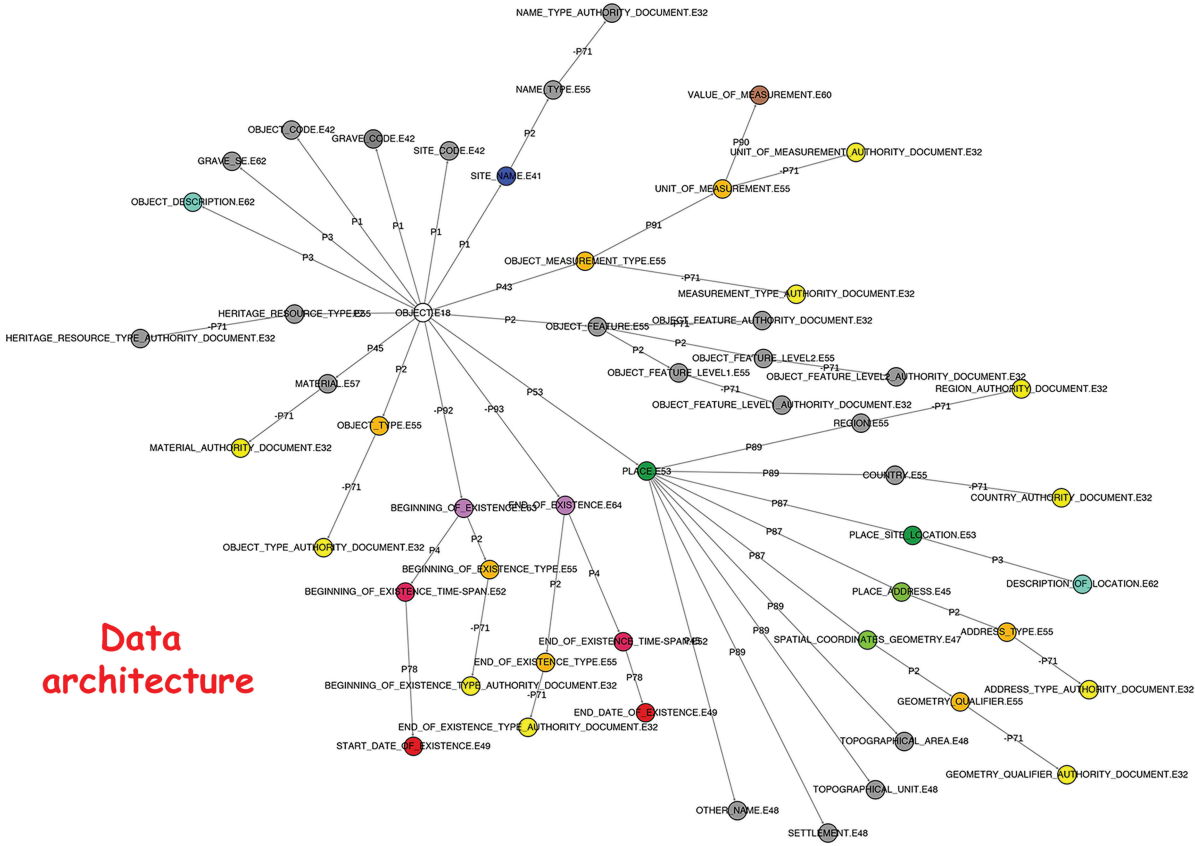 NAME_TYPE_AUTHORITY_DOCUMENT.E32
-P71
NAME_TYPE.E55
VALUE_OF_MEASUREMENT.E60
OBJECT_CODE.E42
P2
GRAVE_CODE.E42
P90
SITE_CODE.E42
UNIT_OF_MEASUREMENT_AUTHORITY_DOCUMENT.E32
GRAVE_SE.E62
-P71
SITE_NAME.E41
UNIT_OF_MEASUREMENT.E55
OBJECT_DESCRIPTION.E62
P1
P1
P1
P91
P3
P1
P3
OBJECT_MEASUREMENT_TYPE.E55
-P71
P43
MEASUREMENT_TYPE_AUTHORITY_DOCUMENT.E32
HERITAGE_RESOURCE_TYPE.E55
OBJECT.E18
P2
OBJECT_FEATURE.E55
-P71
OBJECT_FEATURE_AUTHORITY_DOCUMENT.E32
-P71
HERITAGE_RESOURCE_TYPE_AUTHORITY_DOCUMENT.E32
P45
P2
P2
OBJECT_FEATURE_LEVEL2.E55
P2
-P71
OBJECT_FEATURE_LEVEL1.E55
OBJECT_FEATURE_LEVEL2_AUTHORITY_DOCUMENT.E32
MATERIAL.E57
P53
-P71
REGION_AUTHORITY_DOCUMENT.E32
OBJECT_FEATURE_LEVEL1_AUTHORITY_DOCUMENT.E32
-P71
-P71
-P92
-P93
REGION.E55
OBJECT_TYPE.E55
MATERIAL_AUTHORITY_DOCUMENT.E32
P89
PLACE.E53
P89
COUNTRY.E55
-P71
-P71
COUNTRY_AUTHORITY_DOCUMENT.E32
P87
BEGINNING_OF_EXISTENCE.E63
END_OF_EXISTENCE.E64
P87
PLACE_SITE_LOCATION.E53
P2
OBJECT_TYPE_AUTHORITY_DOCUMENT.E32
P4
P87
P3
BEGINNING_OF_EXISTENCE_TYPE.E55
P4
P2
DESCRIPTION_OF_LOCATION.E62
BEGINNING_OF_EXISTENCE_TIME-SPAN.E52
PLACE_ADDRESS.E45
P89
P2
-P71
P89
ADDRESS_TYPE.E55
Data
architecture
END_OF_EXISTENCE_TIME-SPAN.E52
SPATIAL_COORDINATES_GEOMETRY.E47
P89
END_OF_EXISTENCE_TYPE.E55
-P71
P78
P2
P78
BEGINNING_OF_EXISTENCE_TYPE_AUTHORITY_DOCUMENT.E32
ADDRESS_TYPE_AUTHORITY_DOCUMENT.E32
-P71
GEOMETRY_QUALIFIER.E55
END_DATE_OF_EXISTENCE.E49
END_OF_EXISTENCE_TYPE_AUTHORITY_DOCUMENT.E32
-P71
TOPOGRAPHICAL_AREA.E48
START_DATE_OF_EXISTENCE.E49
GEOMETRY_QUALIFIER_AUTHORITY_DOCUMENT.E32
TOPOGRAPHICAL_UNIT.E48
OTHER_NAME.E48
SETTLEMENT.E48